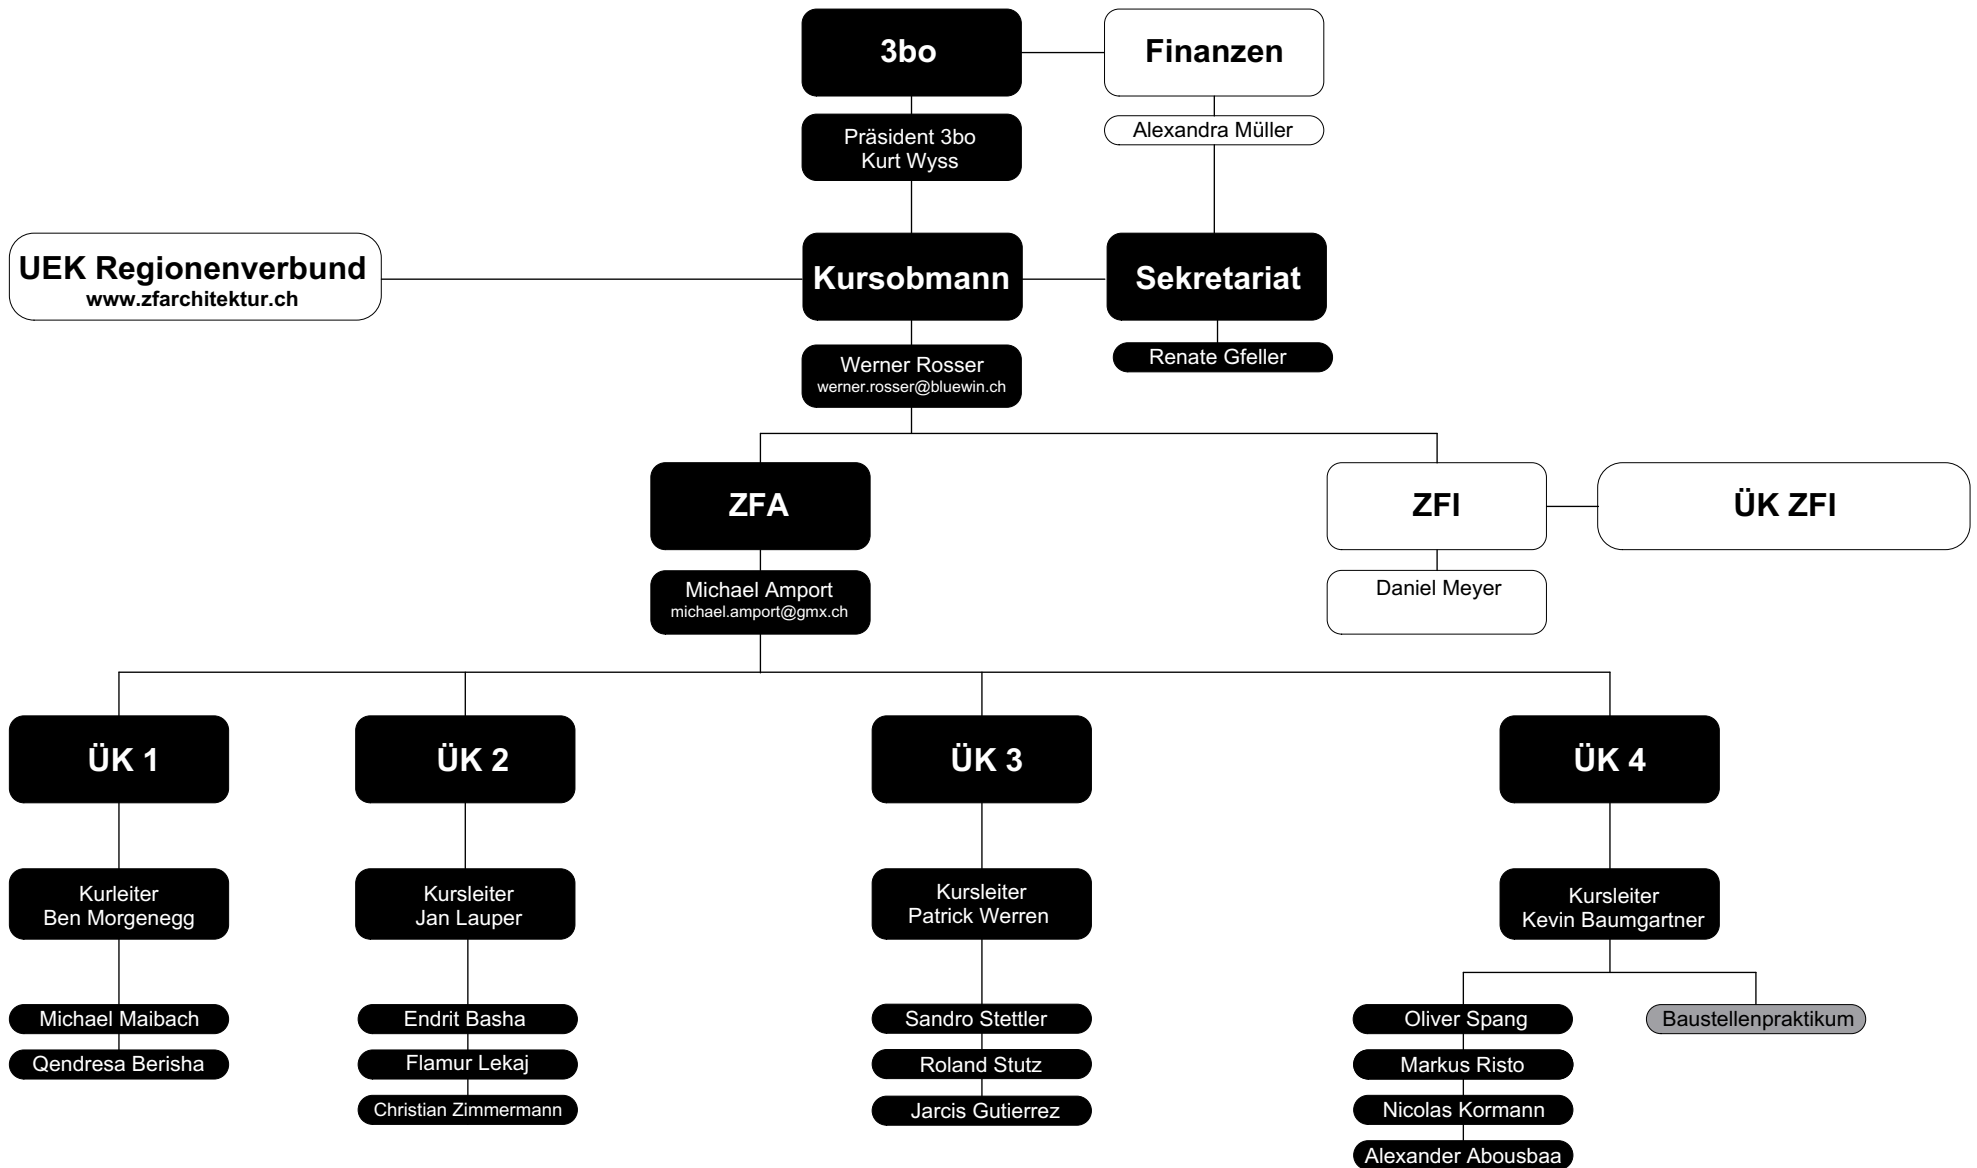 3bo
Finanzen
Präsident 3bo
Kurt Wyss
Alexandra Müller
UEK Regionenverbund
www.zfarchitektur.ch
Kursobmann
Sekretariat
Werner Rosser
werner.rosser@bluewin.ch
Renate Gfeller
ZFA
ZFI
ÜK ZFI
Michael Amport
michael.amport@gmx.ch
Daniel Meyer
ÜK 1
ÜK 2
ÜK 3
ÜK 4
Kurleiter
Ben Morgenegg
Kursleiter
Jan Lauper
Kursleiter
Patrick Werren
Kursleiter
Kevin Baumgartner
Michael Maibach
Qendresa Berisha
Endrit Basha
Flamur Lekaj
Christian Zimmermann
Sandro Stettler
Roland Stutz
Jarcis Gutierrez
Oliver Spang
Markus Risto
Nicolas Kormann
Alexander Abousbaa
Baustellenpraktikum